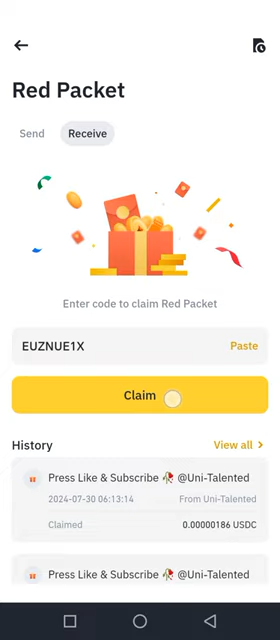 Red Packet
Send Receive
Enter code to claim Red Packet
EUZNUE1X Paste
Claim
History View all >
Press Like & Subscribe 🥀 @Uni-Talented
2024-07-30 06:13:14 From Uni-Talented
Claimed 0.00000186 USDC
Press Like & Subscribe 🥀 @Uni-Talented